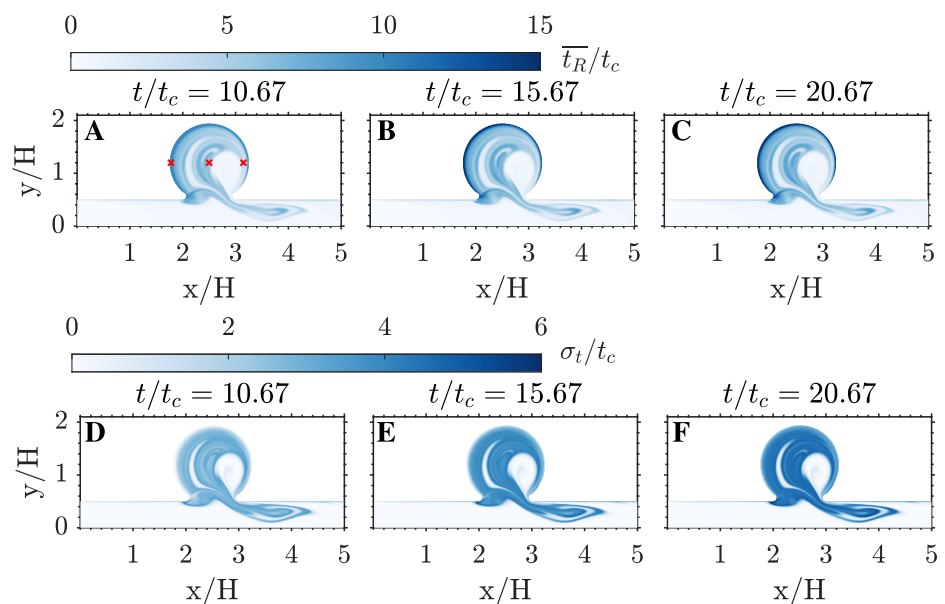 0 5 10 15
$\overline{t_R}/t_c$
t/t_c = 10.67 t/t_c = 15.67 t/t_c = 20.67
A B C
2
1
0
y/H
1 2 3 4 5 1 2 3 4 5 1 2 3 4 5
x/H x/H x/H
0 2 4 6
σ_t/t_c
t/t_c = 10.67 t/t_c = 15.67 t/t_c = 20.67
D E F
2
1
0
y/H
1 2 3 4 5 1 2 3 4 5 1 2 3 4 5
x/H x/H x/H